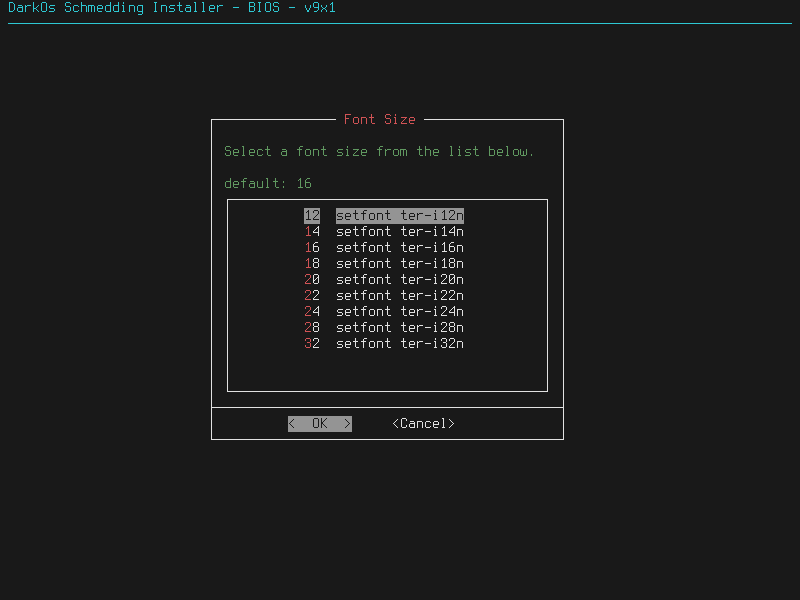 DarkOs Schmedding Installer - BIOS - v9x1
Font Size
Select a font size from the list below.
default: 16
12 setfont ter-i12n
14 setfont ter-i14n
16 setfont ter-i16n
18 setfont ter-i18n
20 setfont ter-i20n
22 setfont ter-i22n
24 setfont ter-i24n
28 setfont ter-i28n
32 setfont ter-i32n
< OK > <Cancel>